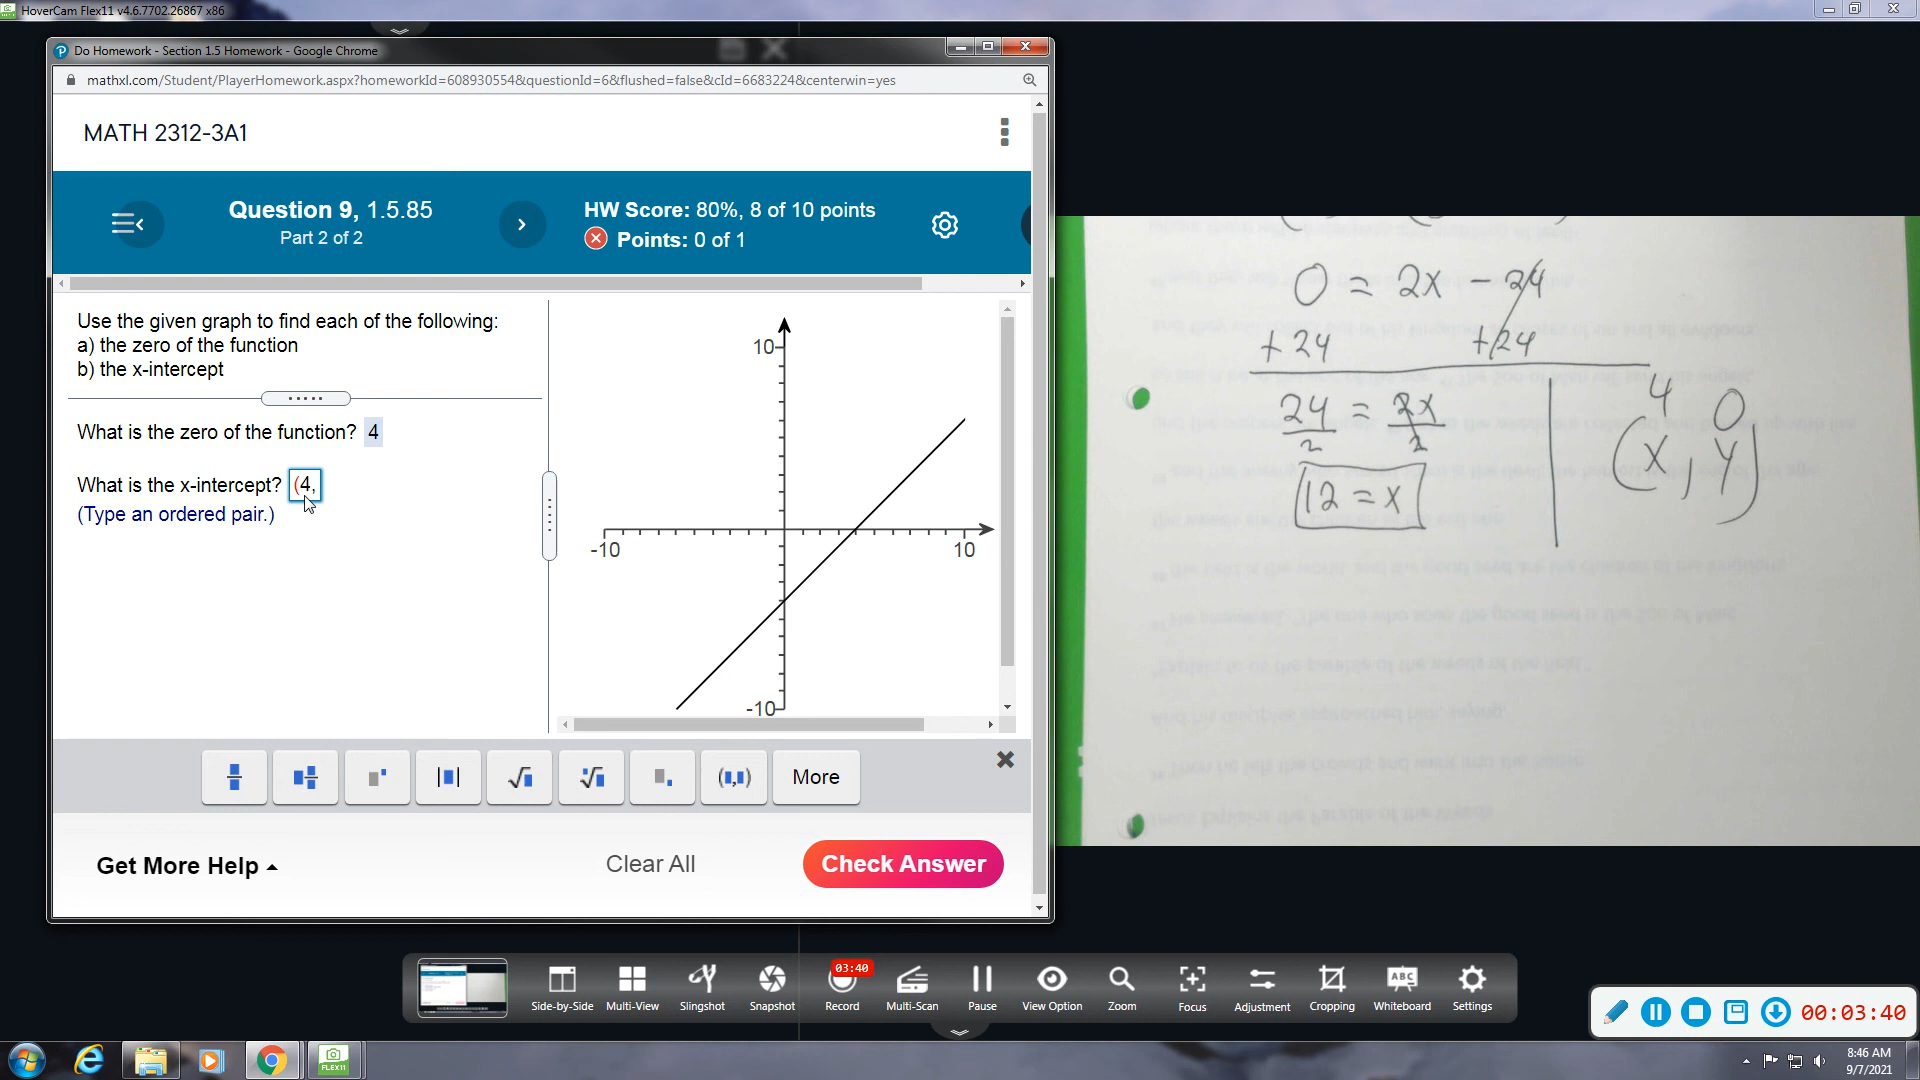 HoverCam Flex11 v4.6.7702.26867 x86
Do Homework - Section 1.5 Homework - Google Chrome
mathxl.com/Student/PlayerHomework.aspx?homeworkId=608930554&questionId=6&flushed=false&cId=6683224&centerwin=yes
MATH 2312-3A1
Question 9, 1.5.85
Part 2 of 2
HW Score: 80%, 8 of 10 points
Points: 0 of 1
Use the given graph to find each of the following:
a) the zero of the function
b) the x-intercept
What is the zero of the function? 4
What is the x-intercept? (4,
(Type an ordered pair.)
10
-10
10
-10
More
Get More Help
Clear All
Check Answer
0 = 2x - 24
+ 24 +24
24 = 2x
2 2
12 = x
4 0
(x, y)
03:40
Side-by-Side Multi-View Slingshot Snapshot Record Multi-Scan Pause View Option Zoom Focus Adjustment Cropping ABC Whiteboard Settings
00:03:40
FLEX11
8:46 AM
9/7/2021